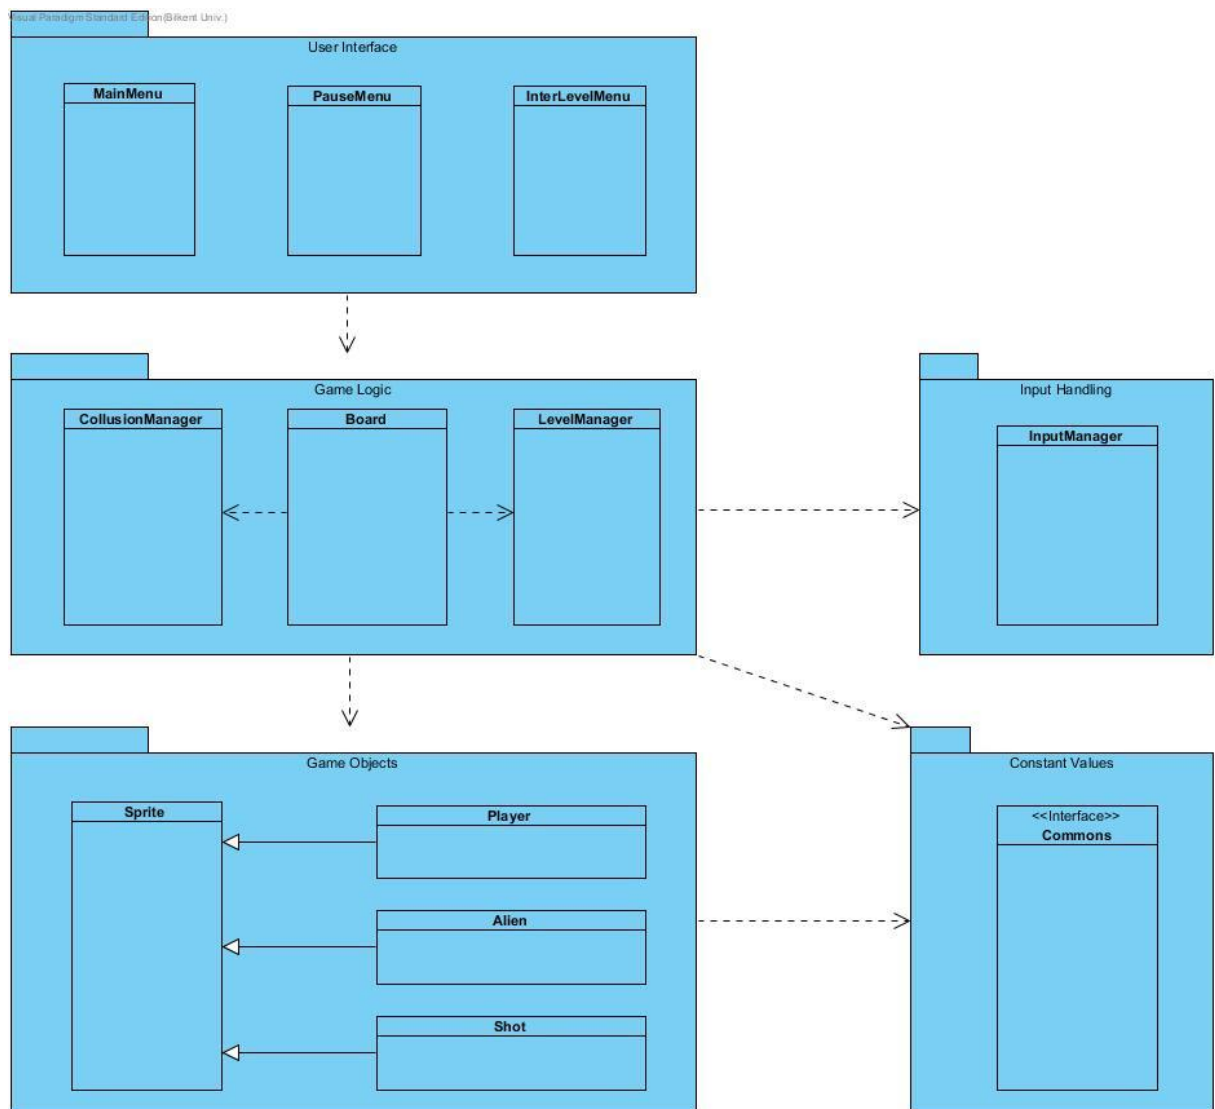 Visual Paradigm Standard Edition(Bilkent Univ.)
User Interface
MainMenu
PauseMenu
InterLevelMenu
Game Logic
CollusionManager
Board
LevelManager
Input Handling
InputManager
Game Objects
Sprite
Player
Alien
Shot
Constant Values
<<Interface>>
Commons